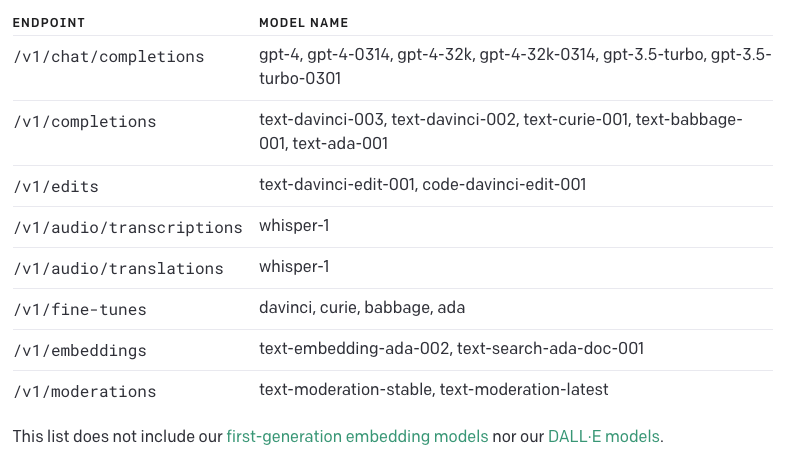 ENDPOINT MODEL NAME
/v1/chat/completions gpt-4, gpt-4-0314, gpt-4-32k, gpt-4-32k-0314, gpt-3.5-turbo, gpt-3.5-
turbo-0301
/v1/completions text-davinci-003, text-davinci-002, text-curie-001, text-babbage-
001, text-ada-001
/v1/edits text-davinci-edit-001, code-davinci-edit-001
/v1/audio/transcriptions whisper-1
/v1/audio/translations whisper-1
/v1/fine-tunes davinci, curie, babbage, ada
/v1/embeddings text-embedding-ada-002, text-search-ada-doc-001
/v1/moderations text-moderation-stable, text-moderation-latest
This list does not include our first-generation embedding models nor our DALL·E models.